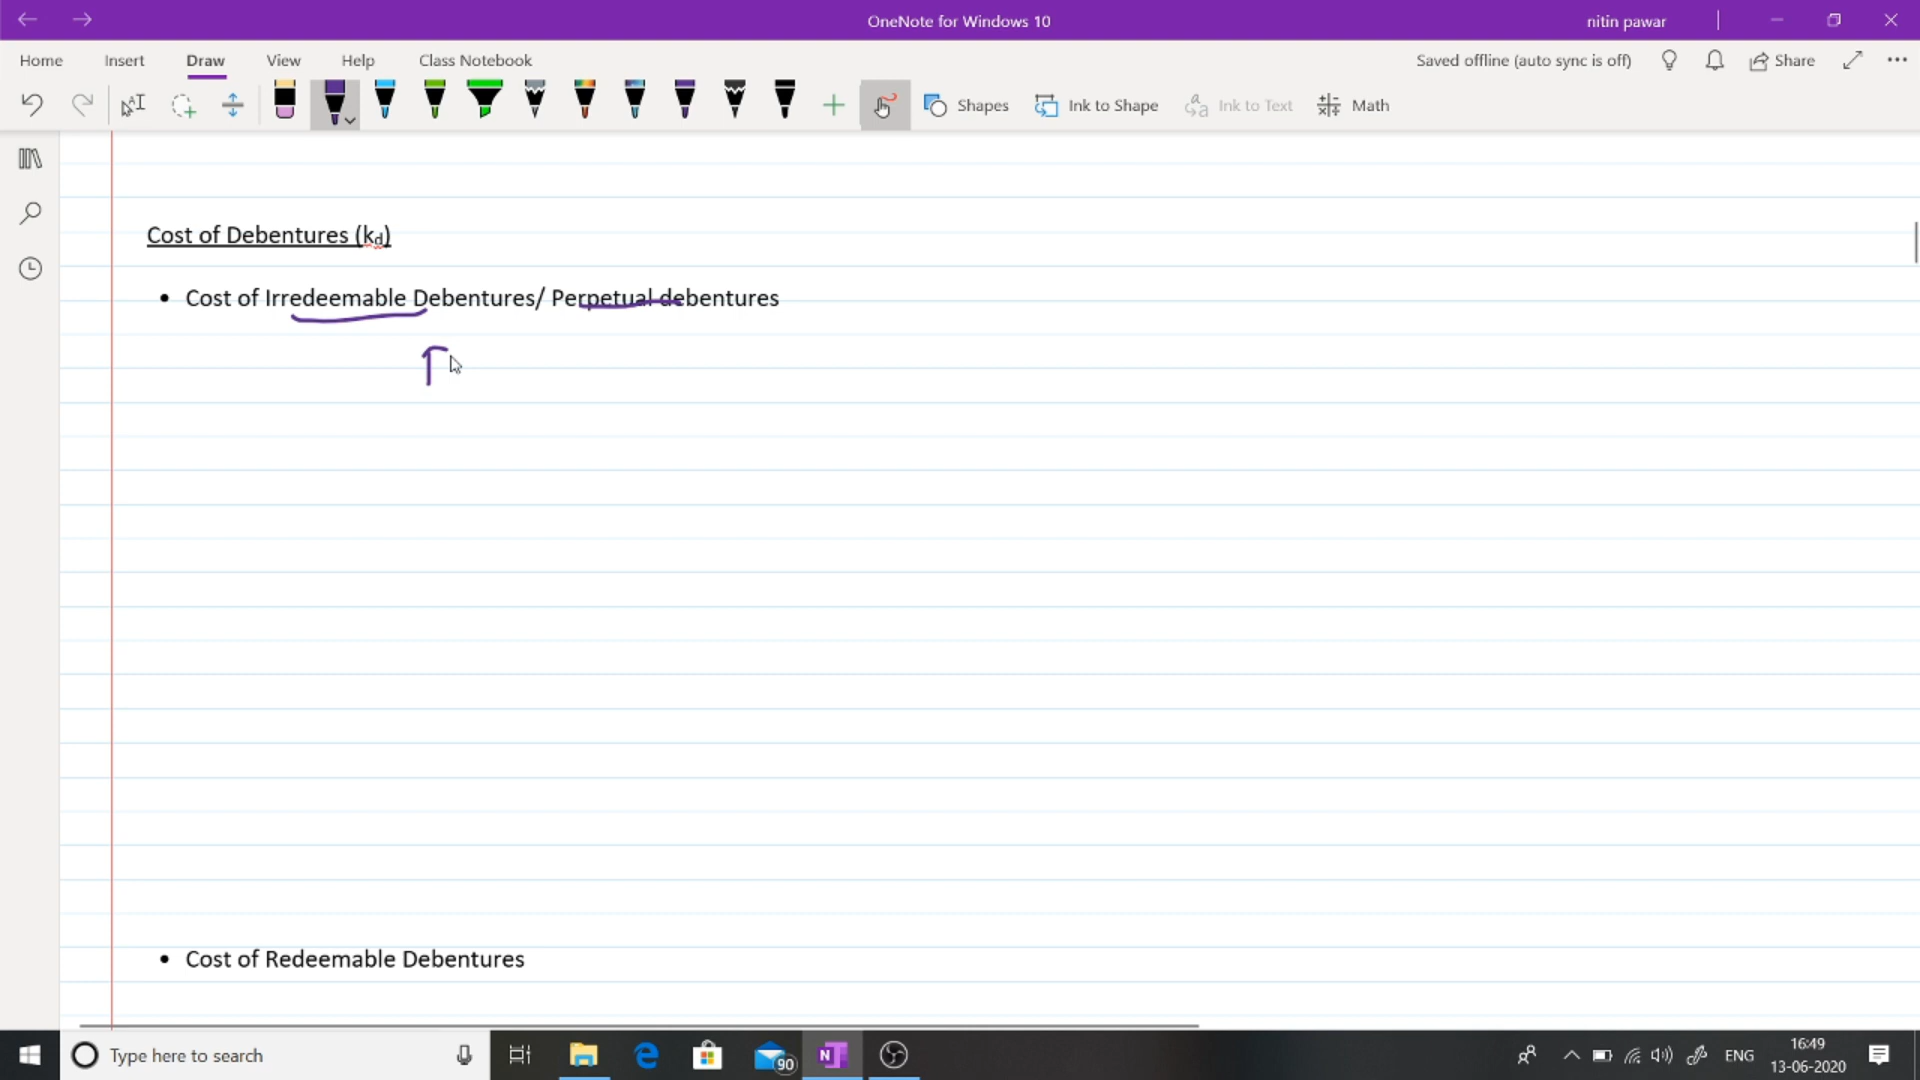 OneNote for Windows 10
nitin pawar
Home Insert Draw View Help Class Notebook
Saved offline (auto sync is off) Share
Shapes Ink to Shape Ink to Text Math
Cost of Debentures (kd)
• Cost of Irredeemable Debentures/ Perpetual debentures
• Cost of Redeemable Debentures
Type here to search
90
N
ENG
16:49
13-06-2020